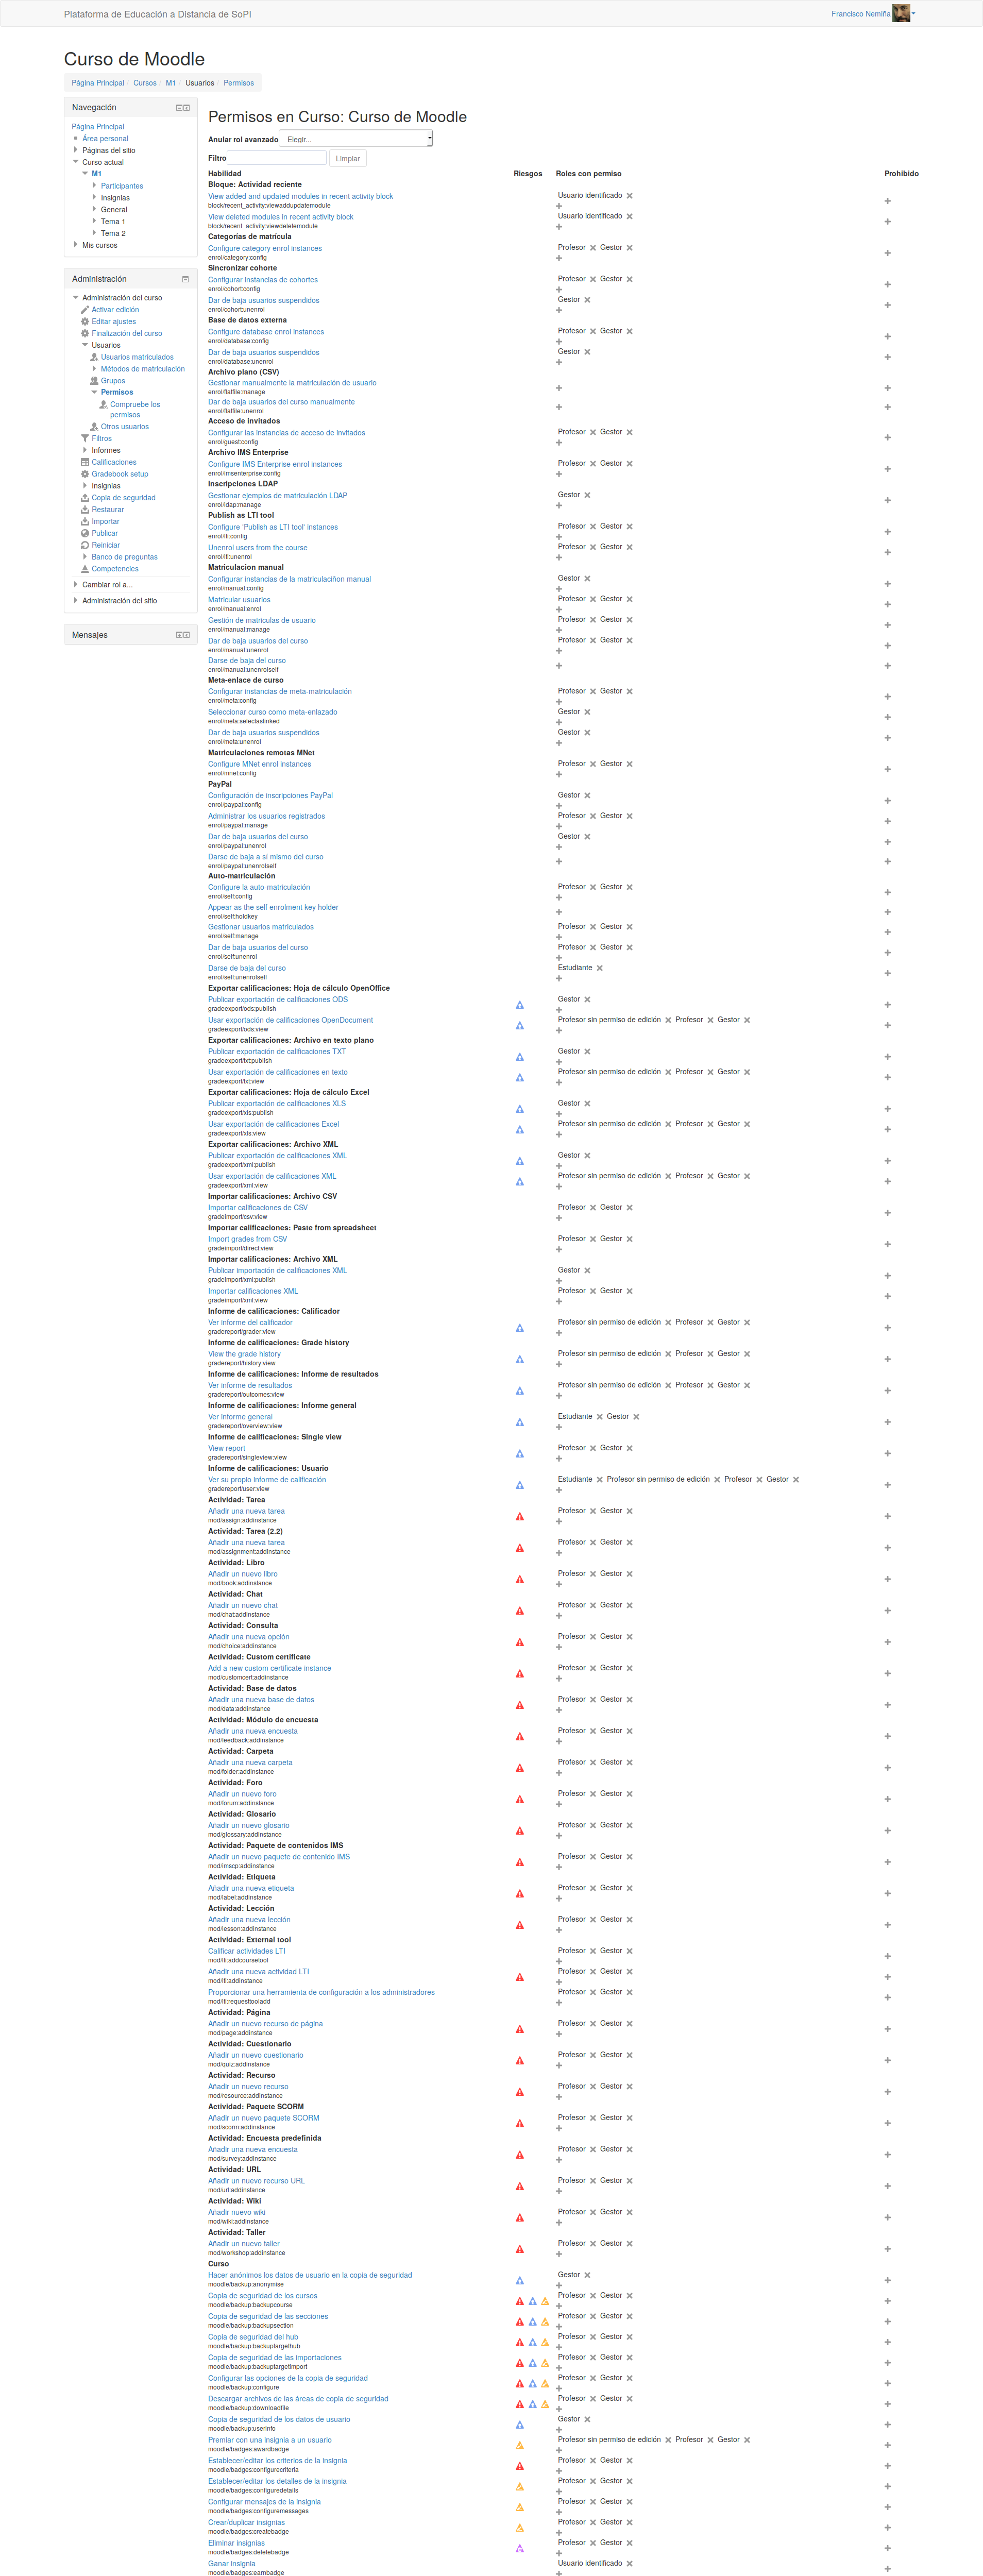 Plataforma de Educación a Distancia de SoPI
Francisco Nemiña
Curso de Moodle
Página Principal / Cursos / M1 / Usuarios / Permisos
Navegación
Página Principal
Área personal
Páginas del sitio
Curso actual
M1
Participantes
Insignias
General
Tema 1
Tema 2
Mis cursos
Administración
Administración del curso
Activar edición
Editar ajustes
Finalización del curso
Usuarios
Usuarios matriculados
Métodos de matriculación
Grupos
Permisos
Compruebe los
permisos
Otros usuarios
Filtros
Informes
Calificaciones
Gradebook setup
Insignias
Copia de seguridad
Restaurar
Importar
Publicar
Reiniciar
Banco de preguntas
Competencies
Cambiar rol a...
Administración del sitio
Mensajes
Permisos en Curso: Curso de Moodle
Anular rol avanzado Elegir...
Filtro Limpiar
Habilidad Riesgos Roles con permiso Prohibido
Bloque: Actividad reciente
View added and updated modules in recent activity block Usuario identificado
block/recent_activity:viewaddupdatemodule
View deleted modules in recent activity block Usuario identificado
block/recent_activity:viewdeletemodule
Categorías de matrícula
Configure category enrol instances Profesor Gestor
enrol/category:config
Sincronizar cohorte
Configurar instancias de cohortes Profesor Gestor
enrol/cohort:config
Dar de baja usuarios suspendidos Gestor
enrol/cohort:unenrol
Base de datos externa
Configure database enrol instances Profesor Gestor
enrol/database:config
Dar de baja usuarios suspendidos Gestor
enrol/database:unenrol
Archivo plano (CSV)
Gestionar manualmente la matriculación de usuario
enrol/flatfile:manage
Dar de baja usuarios del curso manualmente
enrol/flatfile:unenrol
Acceso de invitados
Configurar las instancias de acceso de invitados Profesor Gestor
enrol/guest:config
Archivo IMS Enterprise
Configure IMS Enterprise enrol instances Profesor Gestor
enrol/imsenterprise:config
Inscripciones LDAP
Gestionar ejemplos de matriculación LDAP Gestor
enrol/ldap:manage
Publish as LTI tool
Configure 'Publish as LTI tool' instances Profesor Gestor
enrol/lti:config
Unenrol users from the course Profesor Gestor
enrol/lti:unenrol
Matriculacion manual
Configurar instancias de la matriculaciñon manual Gestor
enrol/manual:config
Matricular usuarios Profesor Gestor
enrol/manual:enrol
Gestión de matriculas de usuario Profesor Gestor
enrol/manual:manage
Dar de baja usuarios del curso Profesor Gestor
enrol/manual:unenrol
Darse de baja del curso
enrol/manual:unenrolself
Meta-enlace de curso
Configurar instancias de meta-matriculación Profesor Gestor
enrol/meta:config
Seleccionar curso como meta-enlazado Gestor
enrol/meta:selectaslinked
Dar de baja usuarios suspendidos Gestor
enrol/meta:unenrol
Matriculaciones remotas MNet
Configure MNet enrol instances Profesor Gestor
enrol/mnet:config
PayPal
Configuración de inscripciones PayPal Gestor
enrol/paypal:config
Administrar los usuarios registrados Profesor Gestor
enrol/paypal:manage
Dar de baja usuarios del curso Gestor
enrol/paypal:unenrol
Darse de baja a sí mismo del curso
enrol/paypal:unenrolself
Auto-matriculación
Configure la auto-matriculación Profesor Gestor
enrol/self:config
Appear as the self enrolment key holder
enrol/self:holdkey
Gestionar usuarios matriculados Profesor Gestor
enrol/self:manage
Dar de baja usuarios del curso Profesor Gestor
enrol/self:unenrol
Darse de baja del curso Estudiante
enrol/self:unenrolself
Exportar calificaciones: Hoja de cálculo OpenOffice
Publicar exportación de calificaciones ODS Gestor
gradeexport/ods:publish
Usar exportación de calificaciones OpenDocument Profesor sin permiso de edición Profesor Gestor
gradeexport/ods:view
Exportar calificaciones: Archivo en texto plano
Publicar exportación de calificaciones TXT Gestor
gradeexport/txt:publish
Usar exportación de calificaciones en texto Profesor sin permiso de edición Profesor Gestor
gradeexport/txt:view
Exportar calificaciones: Hoja de cálculo Excel
Publicar exportación de calificaciones XLS Gestor
gradeexport/xls:publish
Usar exportación de calificaciones Excel Profesor sin permiso de edición Profesor Gestor
gradeexport/xls:view
Exportar calificaciones: Archivo XML
Publicar exportación de calificaciones XML Gestor
gradeexport/xml:publish
Usar exportación de calificaciones XML Profesor sin permiso de edición Profesor Gestor
gradeexport/xml:view
Importar calificaciones: Archivo CSV
Importar calificaciones de CSV Profesor Gestor
gradeimport/csv:view
Importar calificaciones: Paste from spreadsheet
Import grades from CSV Profesor Gestor
gradeimport/direct:view
Importar calificaciones: Archivo XML
Publicar importación de calificaciones XML Gestor
gradeimport/xml:publish
Importar calificaciones XML Profesor Gestor
gradeimport/xml:view
Informe de calificaciones: Calificador
Ver informe del calificador Profesor sin permiso de edición Profesor Gestor
gradereport/grader:view
Informe de calificaciones: Grade history
View the grade history Profesor sin permiso de edición Profesor Gestor
gradereport/history:view
Informe de calificaciones: Informe de resultados
Ver informe de resultados Profesor sin permiso de edición Profesor Gestor
gradereport/outcomes:view
Informe de calificaciones: Informe general
Ver informe general Estudiante Gestor
gradereport/overview:view
Informe de calificaciones: Single view
View report Profesor Gestor
gradereport/singleview:view
Informe de calificaciones: Usuario
Ver su propio informe de calificación Estudiante Profesor sin permiso de edición Profesor Gestor
gradereport/user:view
Actividad: Tarea
Añadir una nueva tarea Profesor Gestor
mod/assign:addinstance
Actividad: Tarea (2.2)
Añadir una nueva tarea Profesor Gestor
mod/assignment:addinstance
Actividad: Libro
Añadir un nuevo libro Profesor Gestor
mod/book:addinstance
Actividad: Chat
Añadir un nuevo chat Profesor Gestor
mod/chat:addinstance
Actividad: Consulta
Añadir una nueva opción Profesor Gestor
mod/choice:addinstance
Actividad: Custom certificate
Add a new custom certificate instance Profesor Gestor
mod/customcert:addinstance
Actividad: Base de datos
Añadir una nueva base de datos Profesor Gestor
mod/data:addinstance
Actividad: Módulo de encuesta
Añadir una nueva encuesta Profesor Gestor
mod/feedback:addinstance
Actividad: Carpeta
Añadir una nueva carpeta Profesor Gestor
mod/folder:addinstance
Actividad: Foro
Añadir un nuevo foro Profesor Gestor
mod/forum:addinstance
Actividad: Glosario
Añadir un nuevo glosario Profesor Gestor
mod/glossary:addinstance
Actividad: Paquete de contenidos IMS
Añadir un nuevo paquete de contenido IMS Profesor Gestor
mod/imscp:addinstance
Actividad: Etiqueta
Añadir una nueva etiqueta Profesor Gestor
mod/label:addinstance
Actividad: Lección
Añadir una nueva lección Profesor Gestor
mod/lesson:addinstance
Actividad: External tool
Calificar actividades LTI Profesor Gestor
mod/lti:addcoursetool
Añadir una nueva actividad LTI Profesor Gestor
mod/lti:addinstance
Proporcionar una herramienta de configuración a los administradores Profesor Gestor
mod/lti:requesttooladd
Actividad: Página
Añadir un nuevo recurso de página Profesor Gestor
mod/page:addinstance
Actividad: Cuestionario
Añadir un nuevo cuestionario Profesor Gestor
mod/quiz:addinstance
Actividad: Recurso
Añadir un nuevo recurso Profesor Gestor
mod/resource:addinstance
Actividad: Paquete SCORM
Añadir un nuevo paquete SCORM Profesor Gestor
mod/scorm:addinstance
Actividad: Encuesta predefinida
Añadir una nueva encuesta Profesor Gestor
mod/survey:addinstance
Actividad: URL
Añadir un nuevo recurso URL Profesor Gestor
mod/url:addinstance
Actividad: Wiki
Añadir nuevo wiki Profesor Gestor
mod/wiki:addinstance
Actividad: Taller
Añadir un nuevo taller Profesor Gestor
mod/workshop:addinstance
Curso
Hacer anónimos los datos de usuario en la copia de seguridad Gestor
moodle/backup:anonymise
Copia de seguridad de los cursos Profesor Gestor
moodle/backup:backupcourse
Copia de seguridad de las secciones Profesor Gestor
moodle/backup:backupsection
Copia de seguridad del hub Profesor Gestor
moodle/backup:backuptargethub
Copia de seguridad de las importaciones Profesor Gestor
moodle/backup:backuptargetimport
Configurar las opciones de la copia de seguridad Profesor Gestor
moodle/backup:configure
Descargar archivos de las áreas de copia de seguridad Profesor Gestor
moodle/backup:downloadfile
Copia de seguridad de los datos de usuario Gestor
moodle/backup:userinfo
Premiar con una insignia a un usuario Profesor sin permiso de edición Profesor Gestor
moodle/badges:awardbadge
Establecer/editar los criterios de la insignia Profesor Gestor
moodle/badges:configurecriteria
Establecer/editar los detalles de la insignia Profesor Gestor
moodle/badges:configuredetails
Configurar mensajes de la insignia Profesor Gestor
moodle/badges:configuremessages
Crear/duplicar insignias Profesor Gestor
moodle/badges:createbadge
Eliminar insignias Profesor Gestor
moodle/badges:deletebadge
Ganar insignia Usuario identificado
moodle/badges:earnbadge